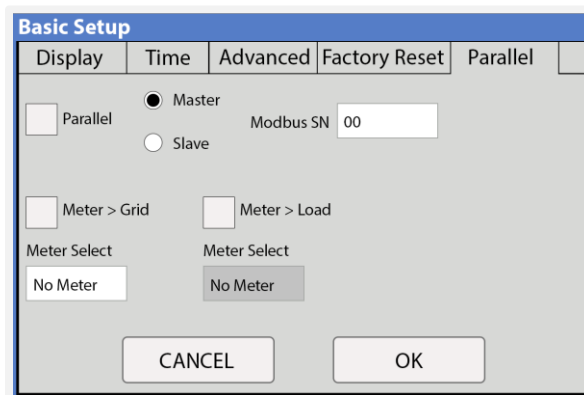 Basic Setup
Display Time Advanced Factory Reset Parallel
Parallel
Master
Slave
Modbus SN 00
Meter > Grid Meter > Load
Meter Select Meter Select
No Meter No Meter
CANCEL OK